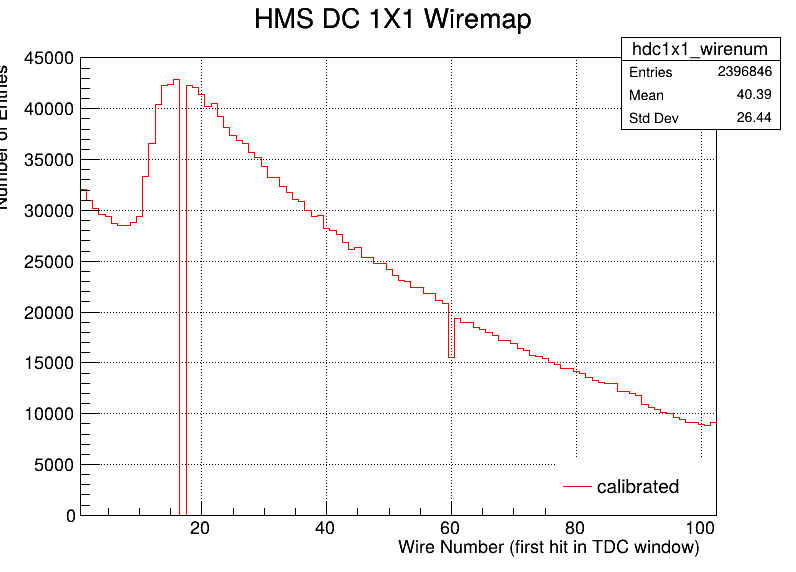 HMS DC 1X1 Wiremap
hdc1x1_wirenum
Entries 2396846
Mean 40.39
Std Dev 26.44
Number of Entries
45000
40000
35000
30000
25000
20000
15000
10000
5000
0
20 40 60 80 100
calibrated
Wire Number (first hit in TDC window)